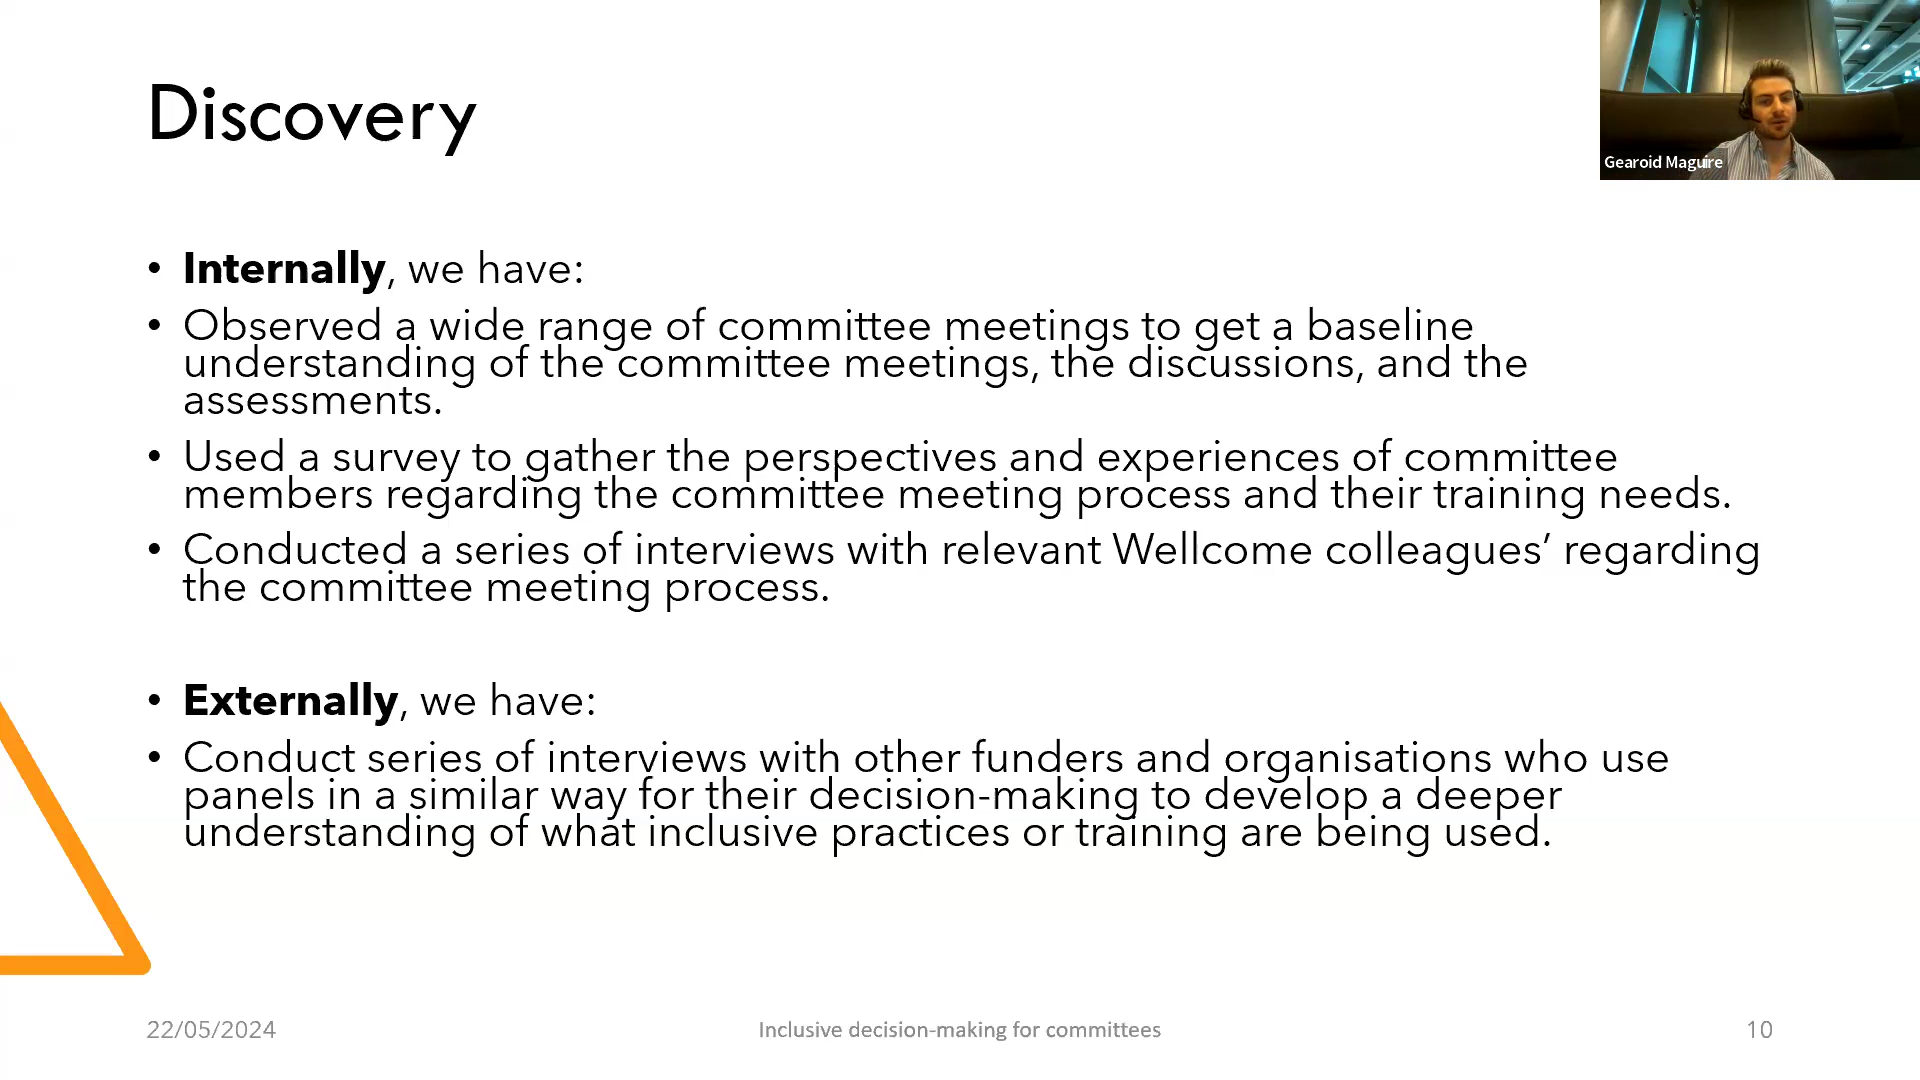 Discovery
Gearoid Maguire
• Internally, we have:
• Observed a wide range of committee meetings to get a baseline
understanding of the committee meetings, the discussions, and the
assessments.
• Used a survey to gather the perspectives and experiences of committee
members regarding the committee meeting process and their training needs.
• Conducted a series of interviews with relevant Wellcome colleagues’ regarding
the committee meeting process.
• Externally, we have:
• Conduct series of interviews with other funders and organisations who use
panels in a similar way for their decision-making to develop a deeper
understanding of what inclusive practices or training are being used.
22/05/2024
Inclusive decision-making for committees
10